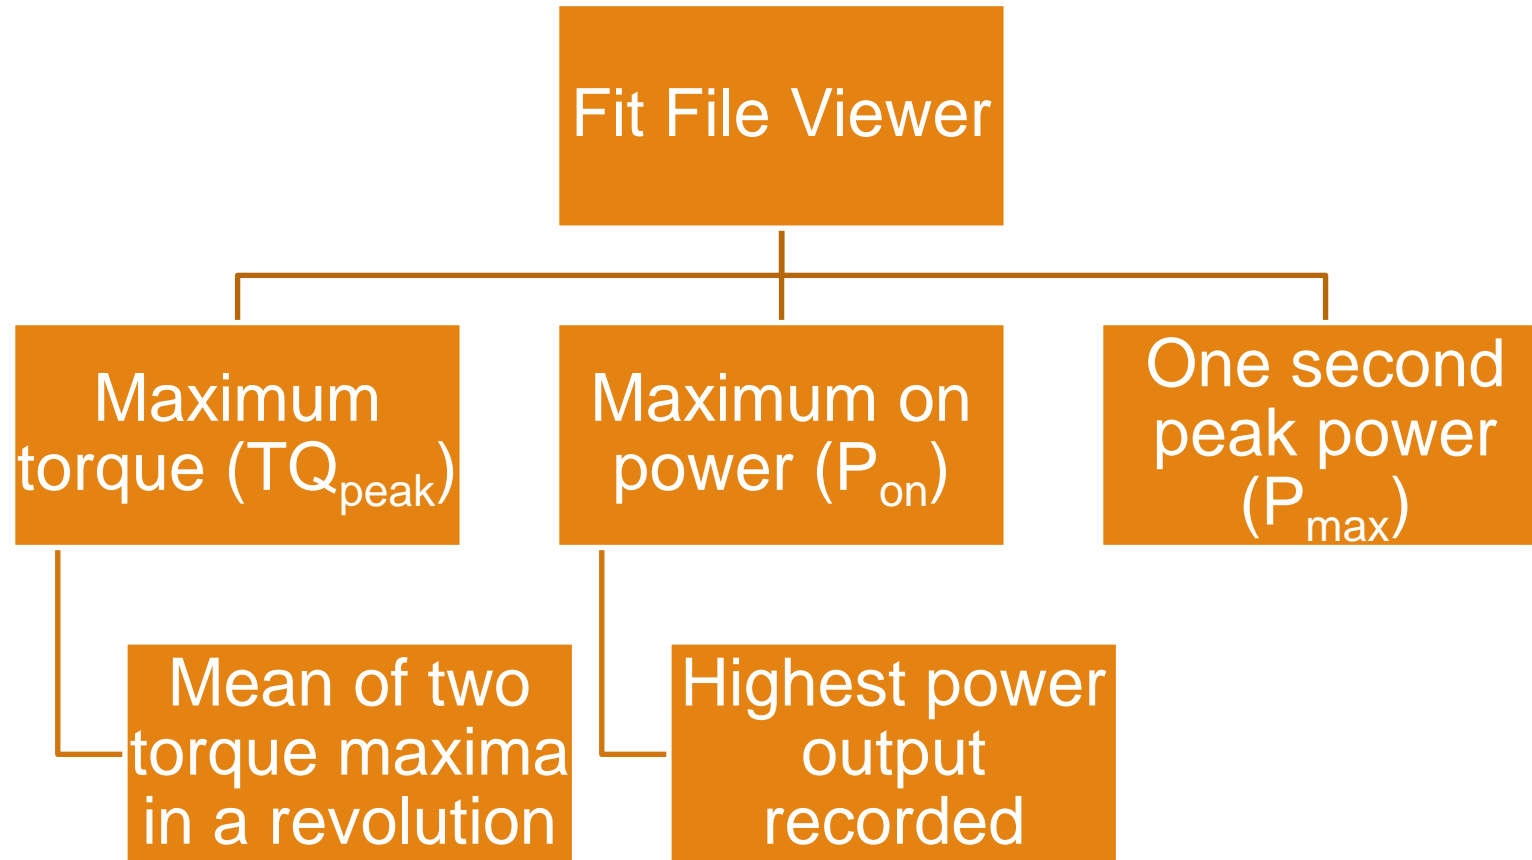 Fit File Viewer
Maximum
torque (TQpeak)
Maximum on
power (Pon)
One second
peak power
(Pmax)
Mean of two
torque maxima
in a revolution
Highest power
output
recorded